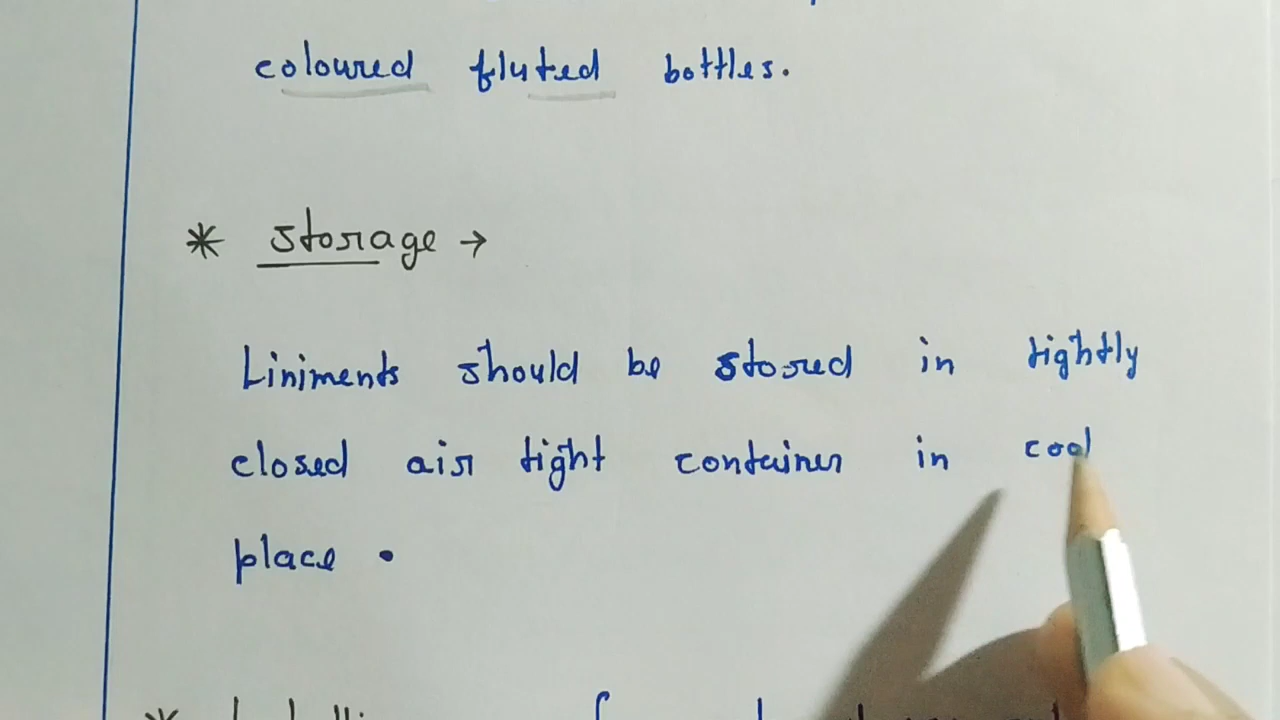 coloured fluted bottles.
* storage →
Liniments should be stored in tightly
closed air tight container in cool
place .